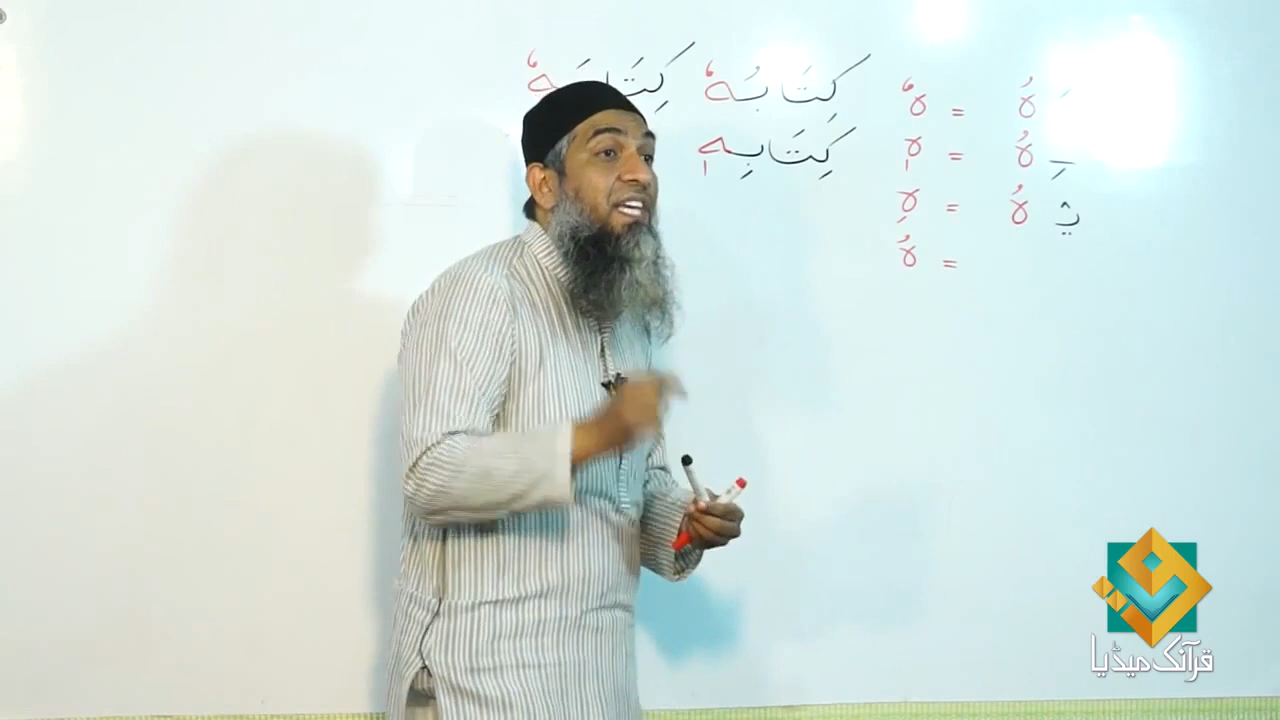 كِتَابُهٗ كِتَابَهٗ
كِتَابِهٖ
ـَ هُ = هٗ
ـِ هُ = هٖ
يْ هُ = هِ
= هُ
قرآنک میڈیا